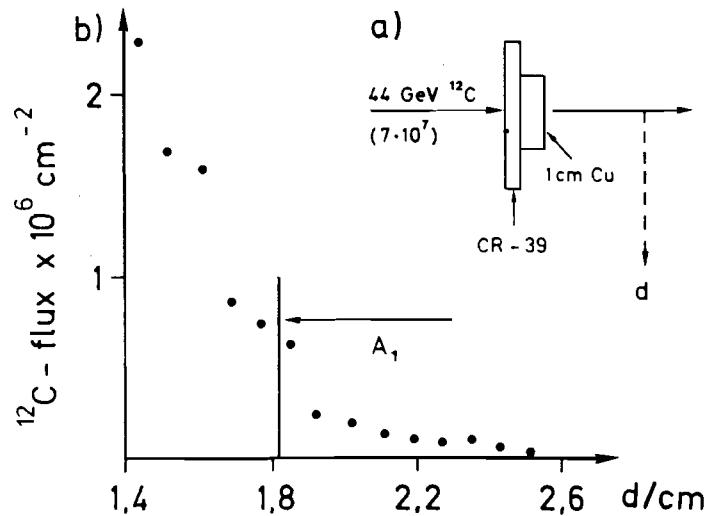 b)
a)
44 GeV ¹²C
(7·10⁷)
1cm Cu
CR-39
d
¹²C-flux x 10⁶ cm⁻²
2
1
A₁
1,4
1,8
2,2
2,6
d/cm